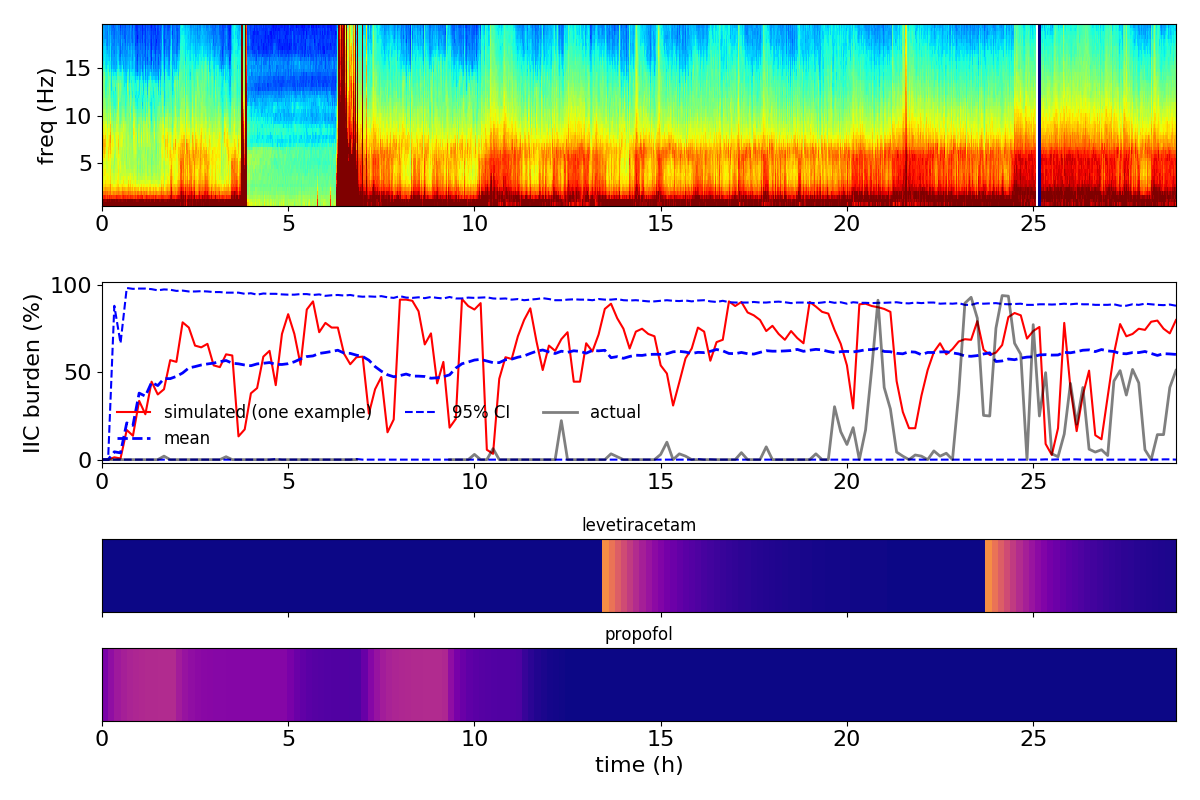 freq (Hz)
15
10
5
0 5 10 15 20 25
IIC burden (%)
100
50
0
simulated (one example) 95% CI actual
mean
0 5 10 15 20 25
levetiracetam
propofol
0 5 10 15 20 25
time (h)